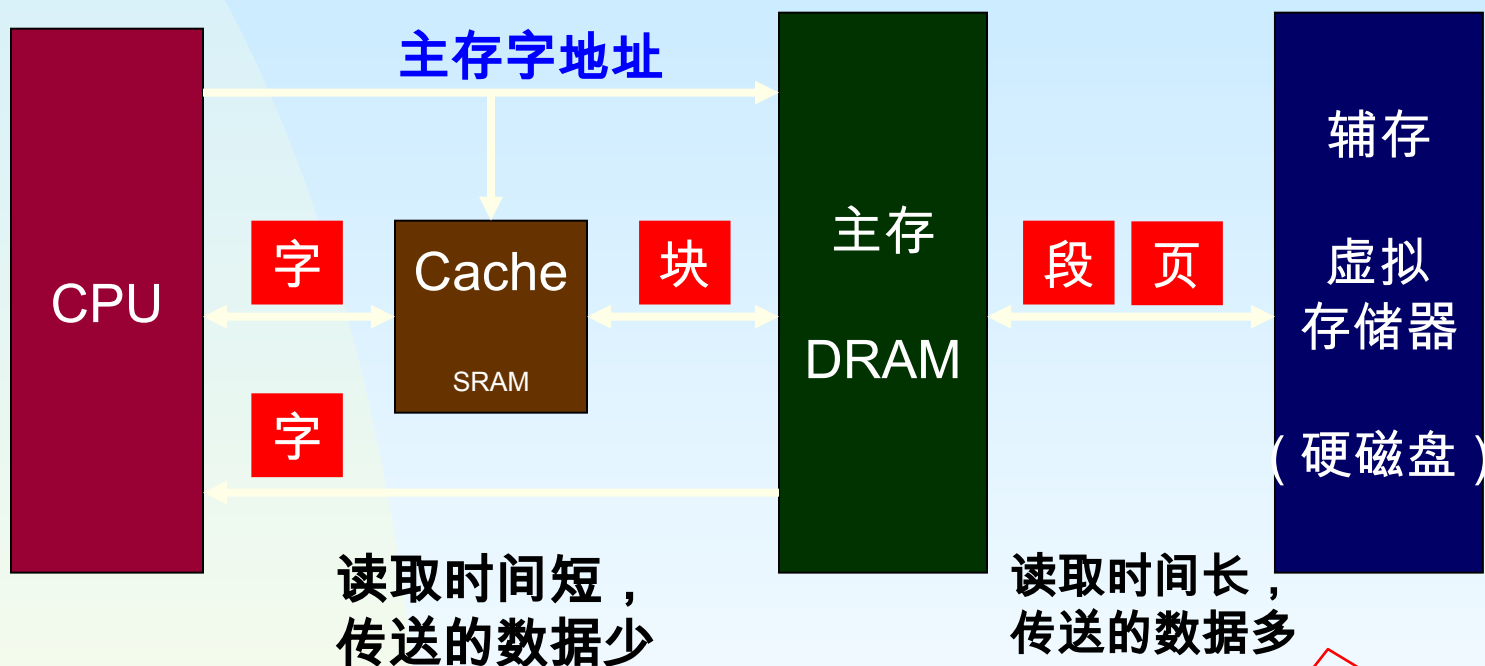 主存字地址
CPU
字
Cache
SRAM
字
块
主存
DRAM
段 页
辅存
虚拟
存储器
(硬磁盘)
读取时间短，
传送的数据少
读取时间长，
传送的数据多